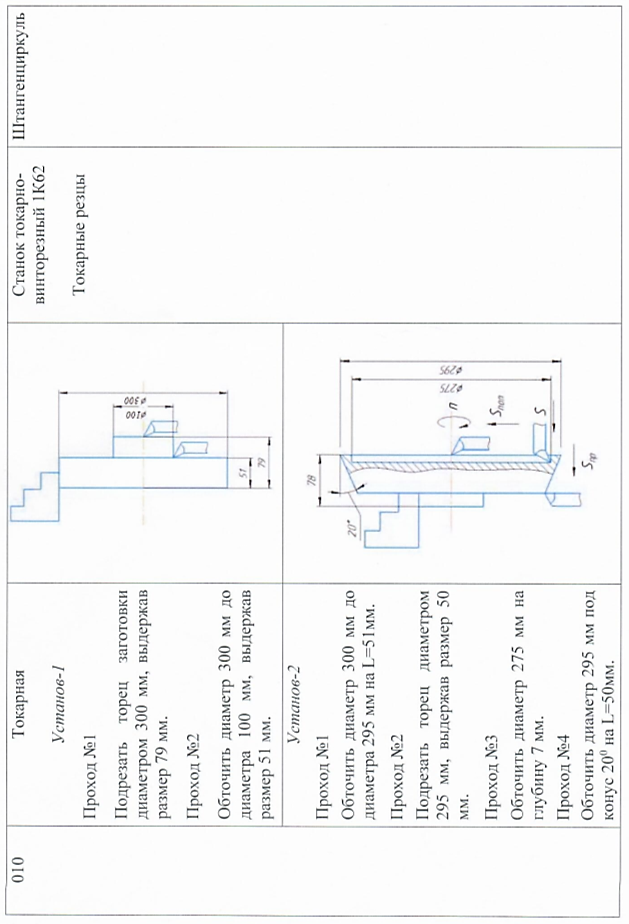 010
Токарная
Станок токарно-
винторезный 1К62
Токарные резцы
Штангенциркуль
Установ-1
Проход №1
Подрезать торец заготовки
диаметром 300 мм, выдержав
размер 79 мм.
Проход №2
Обточить диаметр 300 мм до
диаметра 100 мм, выдержав
размер 51 мм.
51
79
⌀100
⌀300
Установ-2
Проход №1
Обточить диаметр 300 мм до
диаметра 295 мм на L=51мм.
Проход №2
Подрезать торец диаметром
295 мм, выдержав размер 50
мм.
Проход №3
Обточить диаметр 275 мм на
глубину 7 мм.
Проход №4
Обточить диаметр 295 мм под
конус 20⁰ на L=50мм.
20°
78
⌀275
⌀295
n
Sпоп
S
Sпр